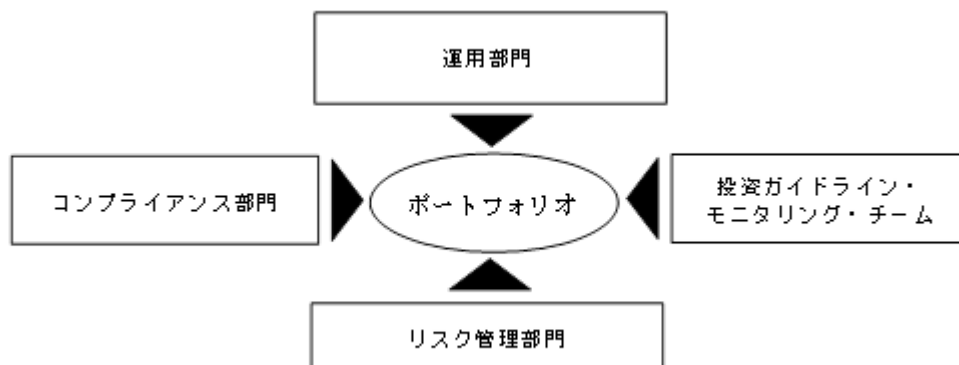 運用部門
コンプライアンス部門
ポートフォリオ
投資ガイドライン・
モニタリング・チーム
リスク管理部門